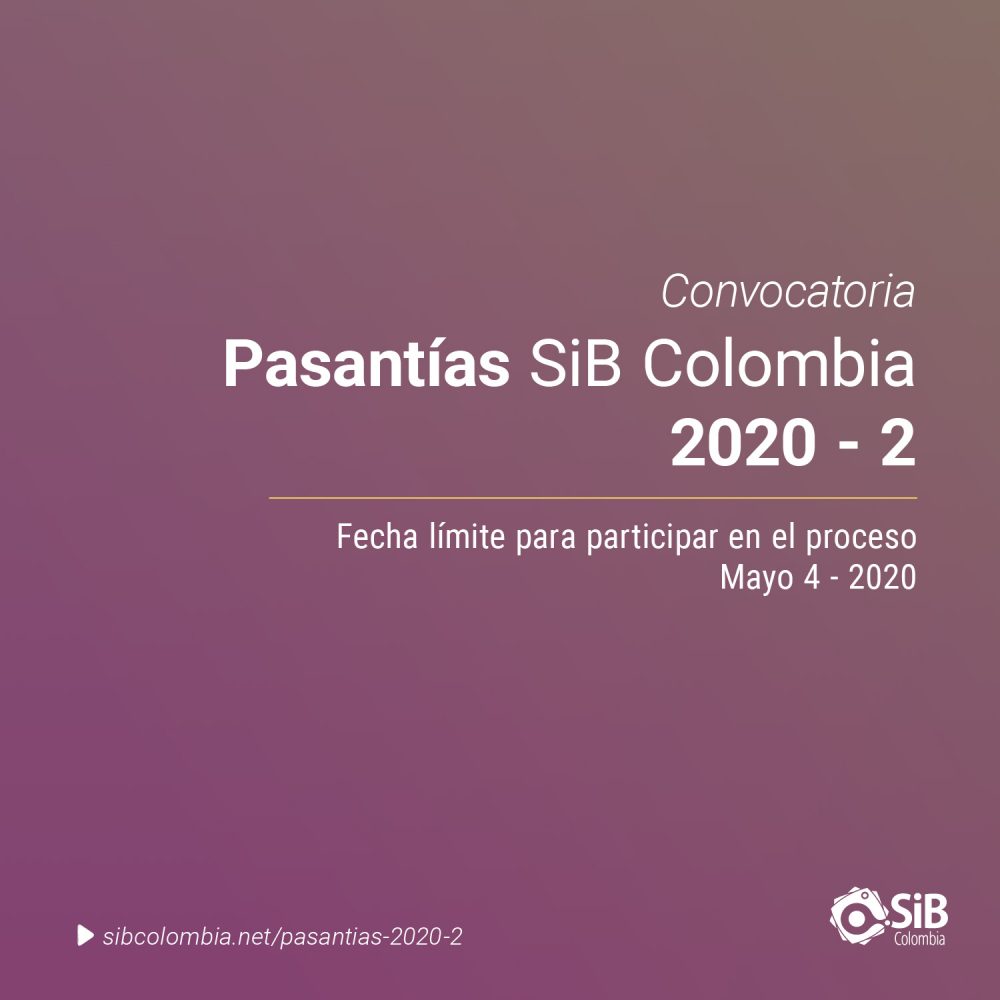 Convocatoria
Pasantías SiB Colombia
2020 - 2
Fecha límite para participar en el proceso
Mayo 4 - 2020
sibcolombia.net/pasantias-2020-2
SiB
Colombia